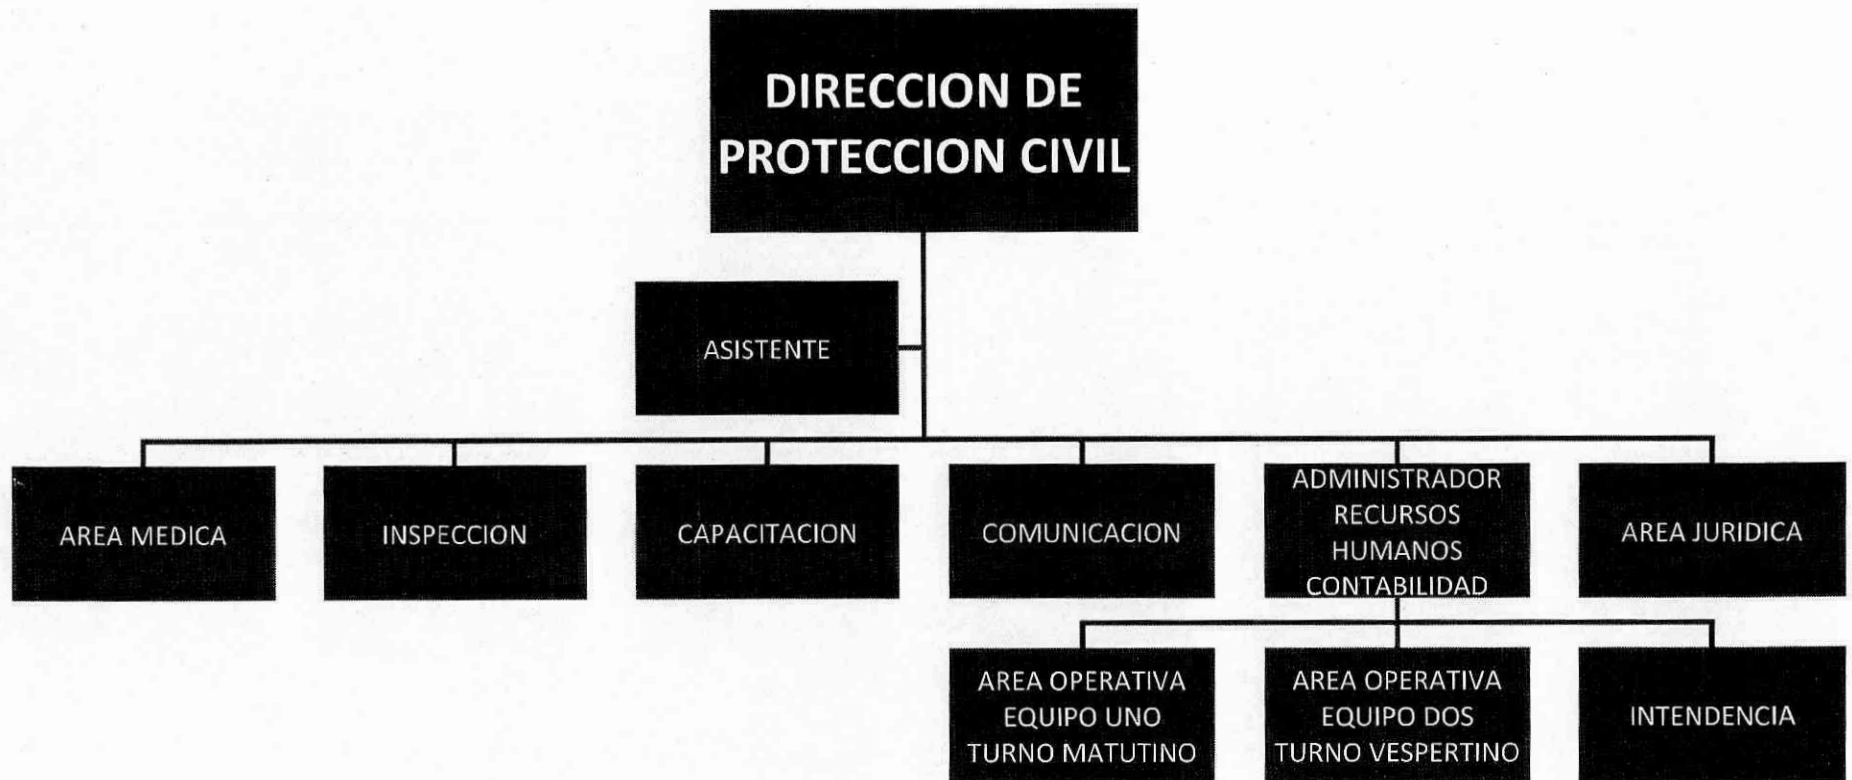 DIRECCION DE
PROTECCION CIVIL
ASISTENTE
AREA MEDICA
INSPECCION
CAPACITACION
COMUNICACION
ADMINISTRADOR
RECURSOS
HUMANOS
CONTABILIDAD
AREA JURIDICA
AREA OPERATIVA
EQUIPO UNO
TURNO MATUTINO
AREA OPERATIVA
EQUIPO DOS
TURNO VESPERTINO
INTENDENCIA